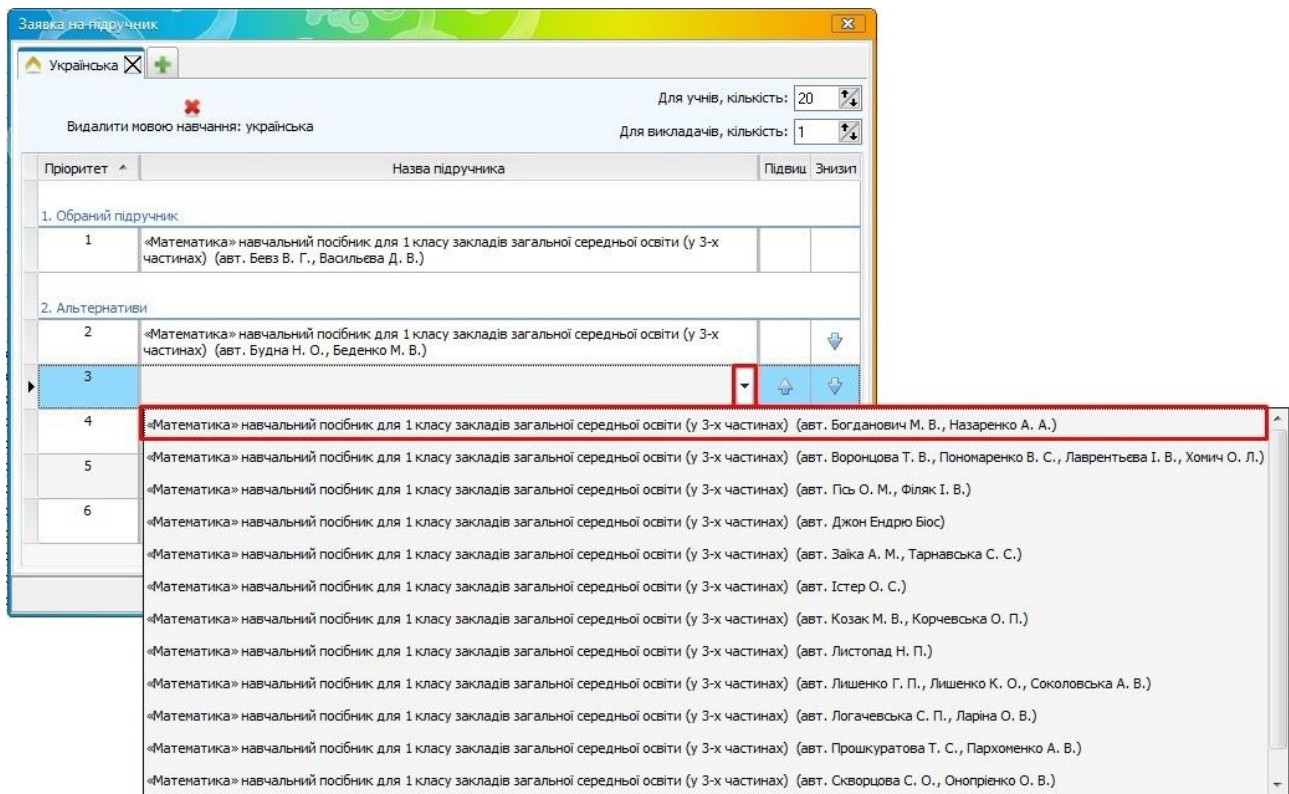 Заявка на підручник
Українська
Для учнів, кількість: 20
Видалити мовою навчання: українська
Для викладачів, кількість: 1
Пріоритет Назва підручника Підвиш Знизит
1. Обраний підручник
1 «Математика» навчальний посібник для 1 класу закладів загальної середньої освіти (у 3-х
частинах) (авт. Бевз В. Г., Васильєва Д. В.)
2. Альтернативи
2 «Математика» навчальний посібник для 1 класу закладів загальної середньої освіти (у 3-х
частинах) (авт. Будна Н. О., Беденко М. В.)
3
4 «Математика» навчальний посібник для 1 класу закладів загальної середньої освіти (у 3-х частинах) (авт. Богданович М. В., Назаренко А. А.)
«Математика» навчальний посібник для 1 класу закладів загальної середньої освіти (у 3-х частинах) (авт. Воронцова Т. В., Пономаренко В. С., Лаврентьєва І. В., Хомич О. Л.)
5 «Математика» навчальний посібник для 1 класу закладів загальної середньої освіти (у 3-х частинах) (авт. Гісь О. М., Філяк І. В.)
6 «Математика» навчальний посібник для 1 класу закладів загальної середньої освіти (у 3-х частинах) (авт. Джон Ендрю Біос)
«Математика» навчальний посібник для 1 класу закладів загальної середньої освіти (у 3-х частинах) (авт. Заїка А. М., Тарнавська С. С.)
«Математика» навчальний посібник для 1 класу закладів загальної середньої освіти (у 3-х частинах) (авт. Істер О. С.)
«Математика» навчальний посібник для 1 класу закладів загальної середньої освіти (у 3-х частинах) (авт. Козак М. В., Корчевська О. П.)
«Математика» навчальний посібник для 1 класу закладів загальної середньої освіти (у 3-х частинах) (авт. Листопад Н. П.)
«Математика» навчальний посібник для 1 класу закладів загальної середньої освіти (у 3-х частинах) (авт. Лишенко Г. П., Лишенко К. О., Соколовська А. В.)
«Математика» навчальний посібник для 1 класу закладів загальної середньої освіти (у 3-х частинах) (авт. Логачевська С. П., Ларіна О. В.)
«Математика» навчальний посібник для 1 класу закладів загальної середньої освіти (у 3-х частинах) (авт. Прошкуратова Т. С., Пархоменко А. В.)
«Математика» навчальний посібник для 1 класу закладів загальної середньої освіти (у 3-х частинах) (авт. Скворцова С. О., Онопрієнко О. В.)